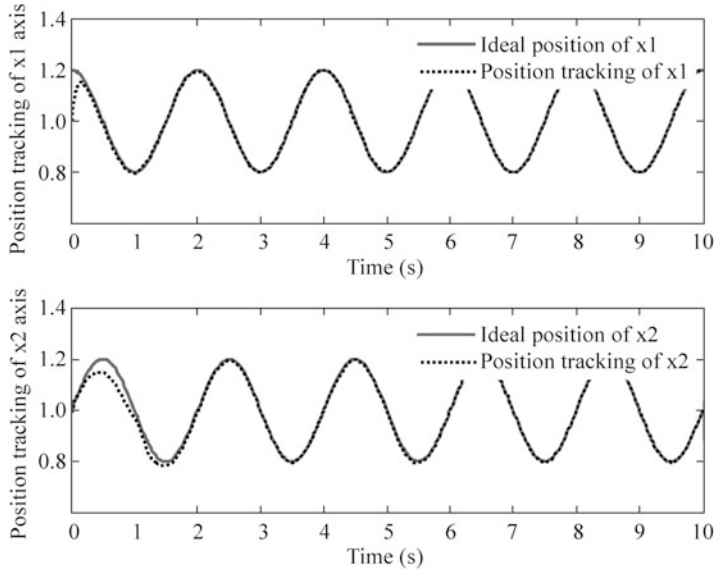 Position tracking of x1 axis
1.4
1.2
1.0
0.8
Ideal position of x1
Position tracking of x1
0 1 2 3 4 5 6 7 8 9 10
Time (s)
Position tracking of x2 axis
1.4
1.2
1.0
0.8
Ideal position of x2
Position tracking of x2
0 1 2 3 4 5 6 7 8 9 10
Time (s)